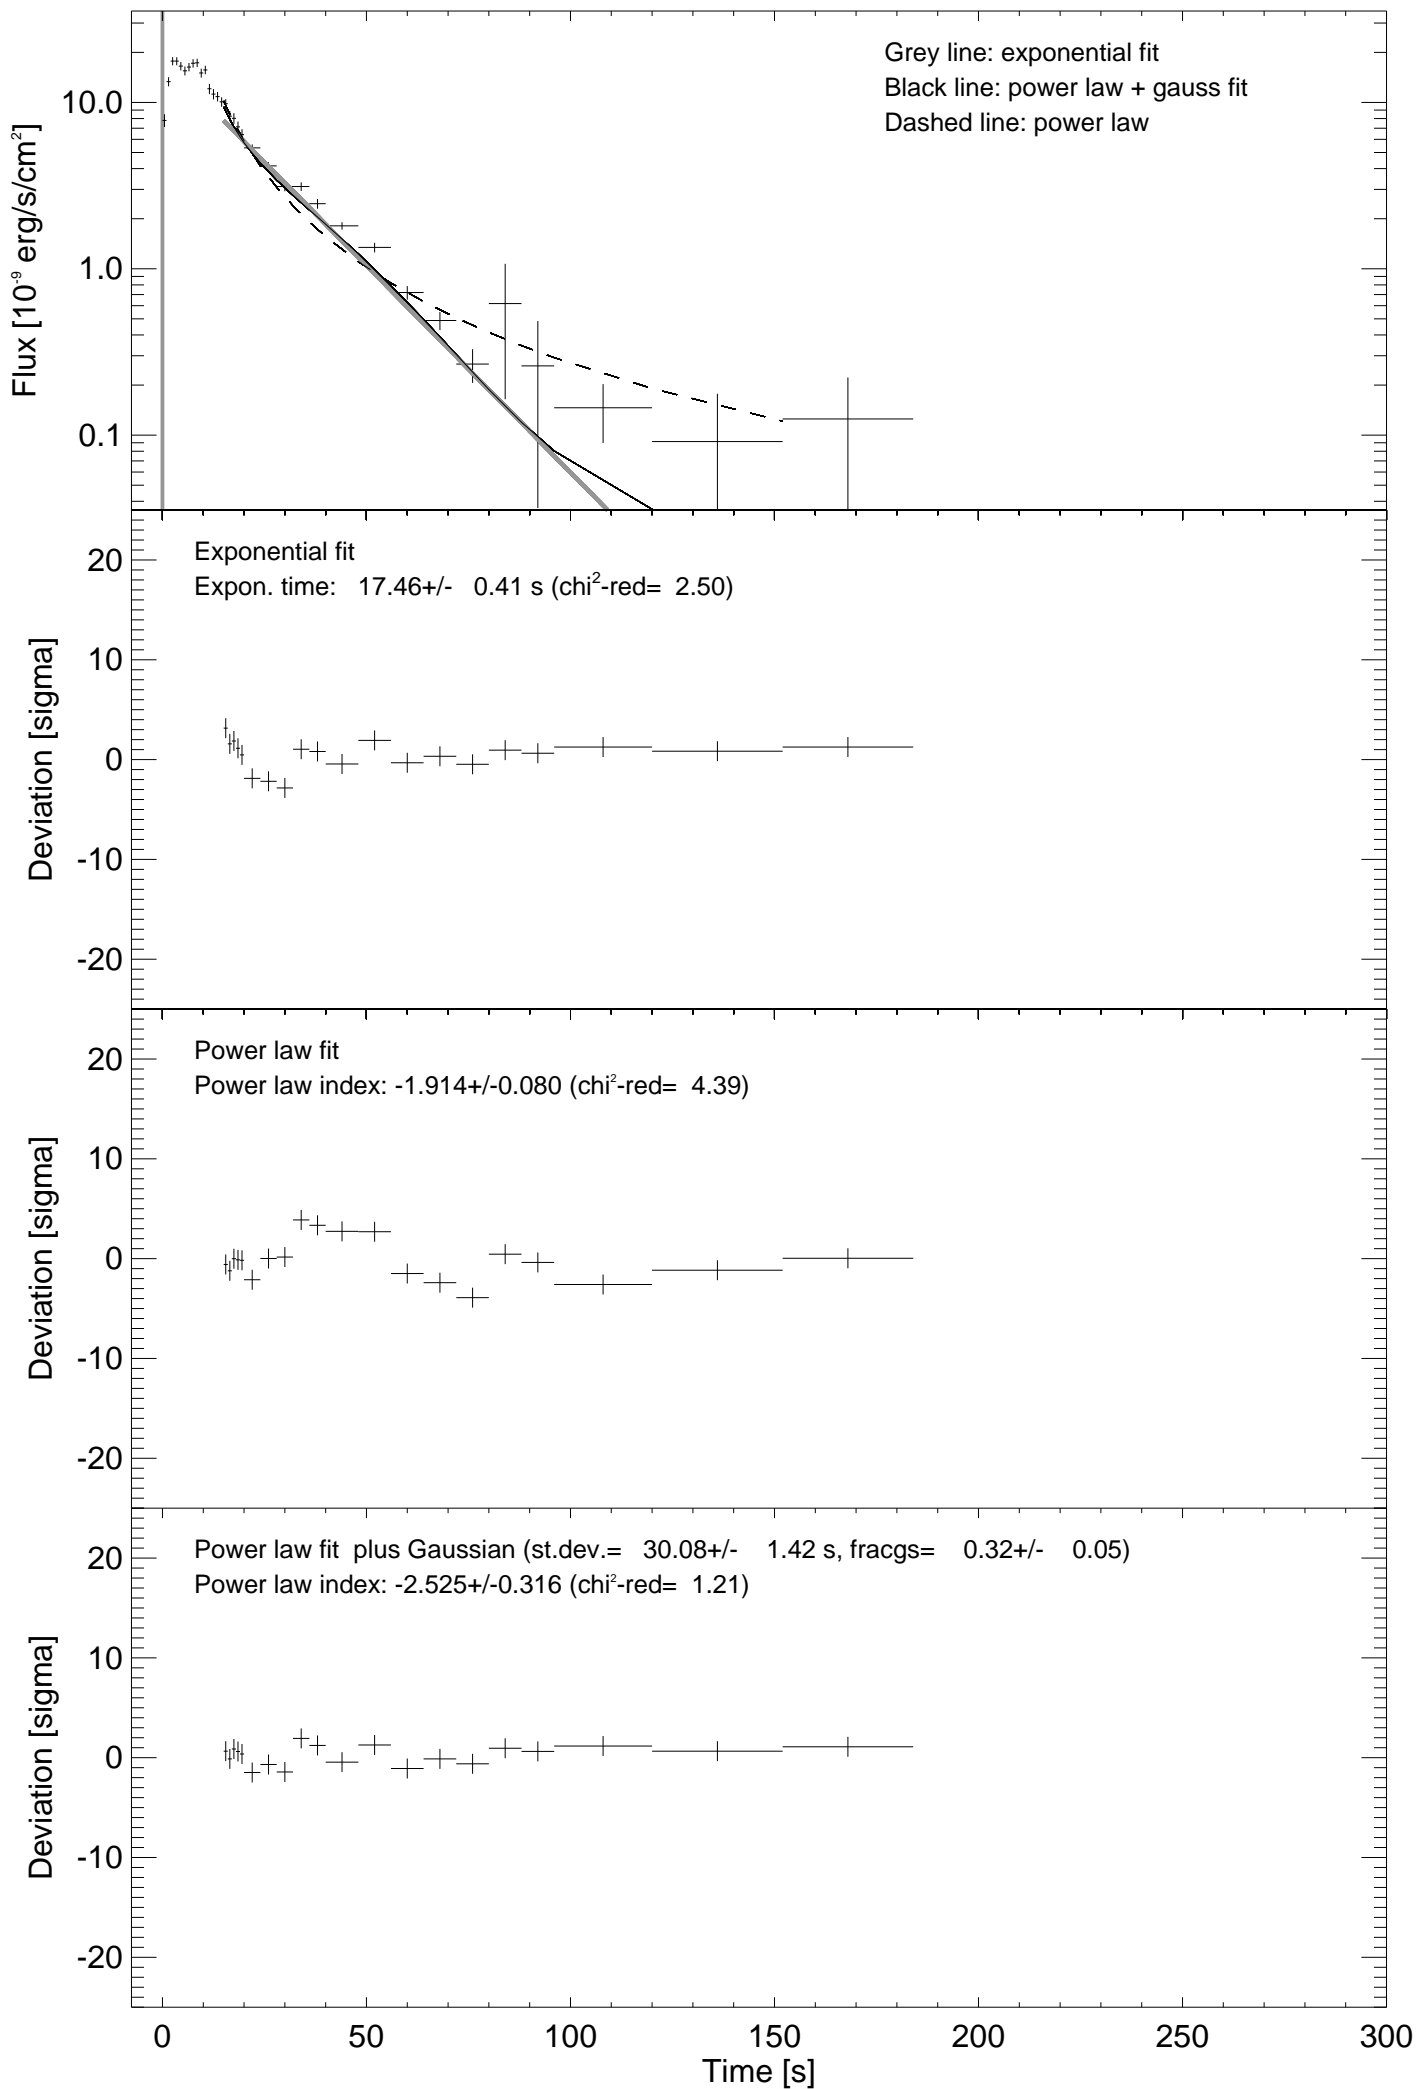 Grey line: exponential fit
Black line: power law + gauss fit
Dashed line: power law
10.0
1.0
0.1
Flux [10⁻⁹ erg/s/cm²]
Exponential fit
Expon. time: 17.46+/- 0.41 s (chi²-red= 2.50)
20
10
0
-10
-20
Deviation [sigma]
Power law fit
Power law index: -1.914+/-0.080 (chi²-red= 4.39)
20
10
0
-10
-20
Deviation [sigma]
Power law fit plus Gaussian (st.dev.= 30.08+/- 1.42 s, fracgs= 0.32+/- 0.05)
Power law index: -2.525+/-0.316 (chi²-red= 1.21)
20
10
0
-10
-20
Deviation [sigma]
0 50 100 150 200 250 300
Time [s]